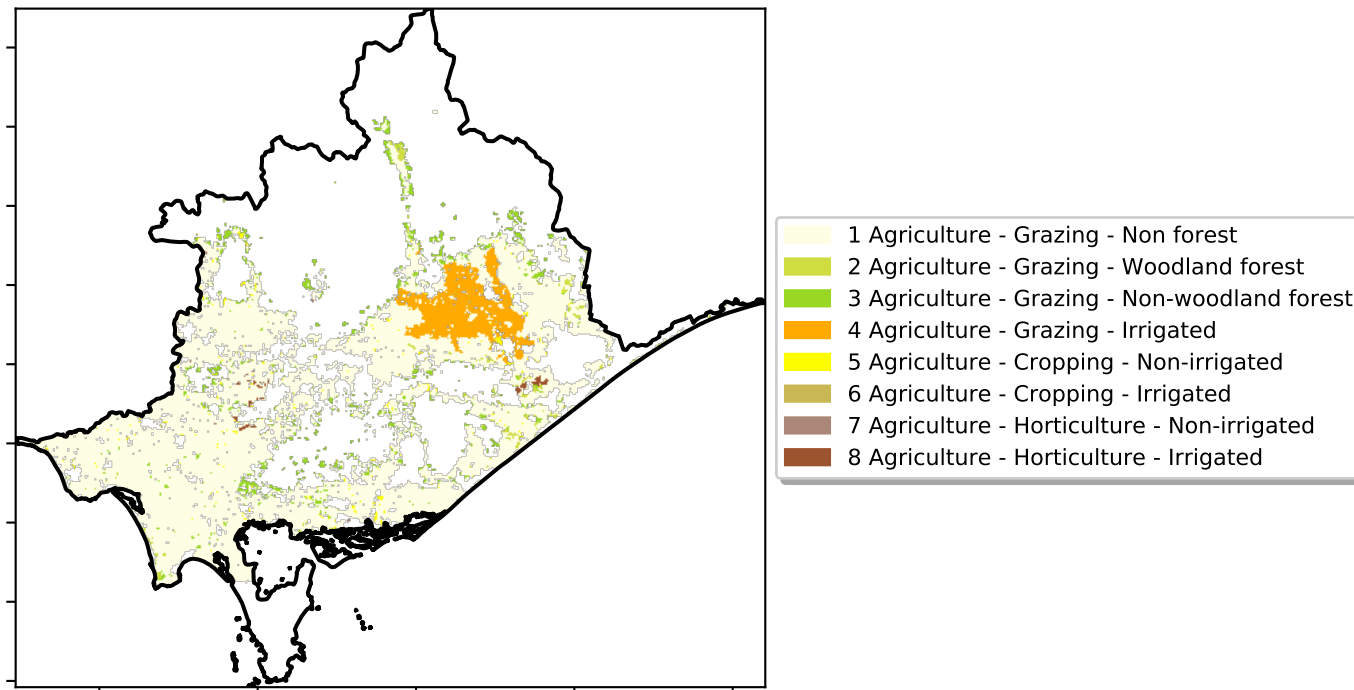 1 Agriculture - Grazing - Non forest
2 Agriculture - Grazing - Woodland forest
3 Agriculture - Grazing - Non-woodland forest
4 Agriculture - Grazing - Irrigated
5 Agriculture - Cropping - Non-irrigated
6 Agriculture - Cropping - Irrigated
7 Agriculture - Horticulture - Non-irrigated
8 Agriculture - Horticulture - Irrigated